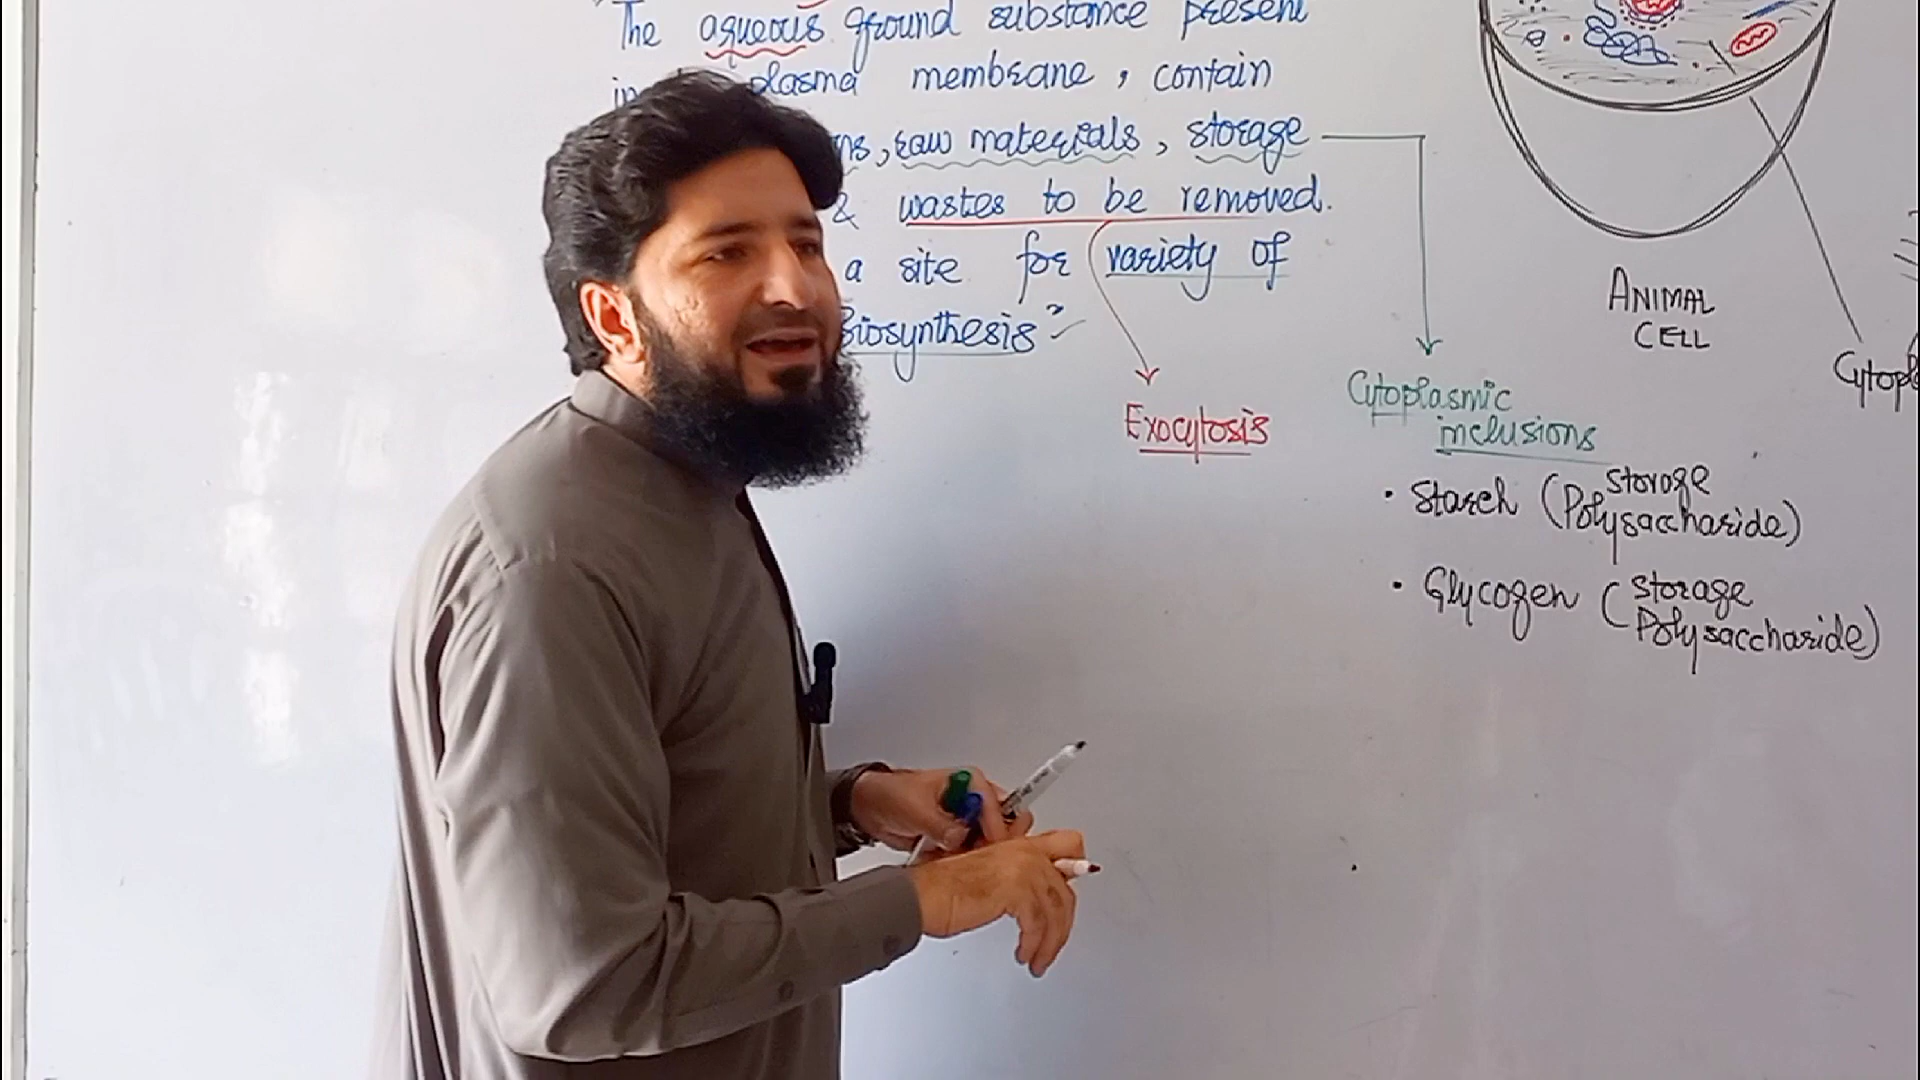 The aqueous ground substance present
plasma membrane, contain
raw materials, storage
& wastes to be removed.
a site for variety of
Biosynthesis"
Exocytosis
Cytoplasmic
inclusions
• Starch (storage
Polysaccharide)
• Glycogen (storage
Polysaccharide)
ANIMAL
CELL